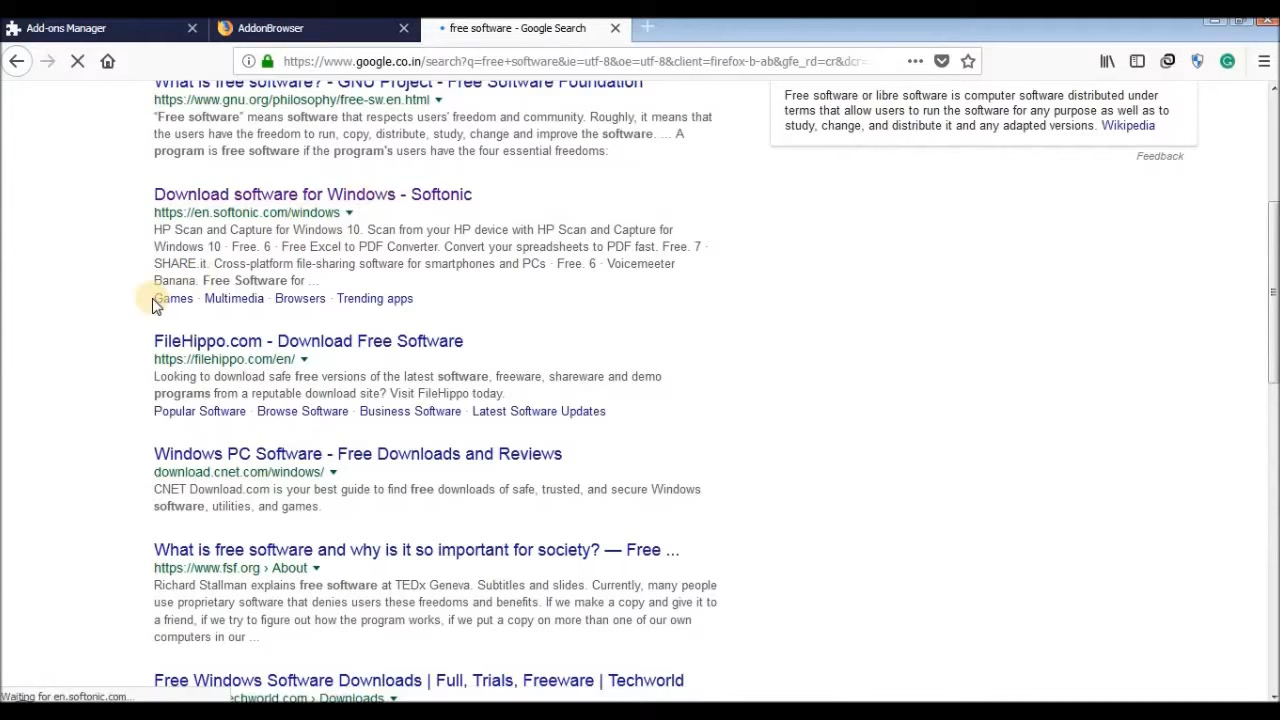 Add-ons Manager
AddonBrowser
free software - Google Search
https://www.google.co.in/search?q=free+software&ie=utf-8&oe=utf-8&client=firefox-b-ab&gfe_rd=cr&dcr=
What is free software? - GNU Project - Free Software Foundation
https://www.gnu.org/philosophy/free-sw.en.html
“Free software” means software that respects users' freedom and community. Roughly, it means that
the users have the freedom to run, copy, distribute, study, change and improve the software. ... A
program is free software if the program's users have the four essential freedoms:
Free software or libre software is computer software distributed
under terms that allow users to run the software for any purpose as well as to
study, change, and distribute it and any adapted versions. Wikipedia
Feedback
Download software for Windows - Softonic
https://en.softonic.com/windows
HP Scan and Capture for Windows 10. Scan from your HP device with HP Scan and Capture for
Windows 10 · Free. 6 · Free Excel to PDF Converter. Convert your spreadsheets to PDF fast. Free. 7 ·
SHARE.it. Cross-platform file-sharing software for smartphones and PCs · Free. 6 · Voicemeeter
Banana. Free Software for ...
Games · Multimedia · Browsers · Trending apps
FileHippo.com - Download Free Software
https://filehippo.com/en/
Looking to download safe free versions of the latest software, freeware, shareware and demo
programs from a reputable download site? Visit FileHippo today.
Popular Software · Browse Software · Business Software · Latest Software Updates
Windows PC Software - Free Downloads and Reviews
download.cnet.com/windows/
CNET Download.com is your best guide to find free downloads of safe, trusted, and secure Windows
software, utilities, and games.
What is free software and why is it so important for society? — Free ...
https://www.fsf.org › About
Richard Stallman explains free software at TEDx Geneva. Subtitles and slides. Currently, many people
use proprietary software that denies users these freedoms and benefits. If we make a copy and give it to
a friend, if we try to figure out how the program works, if we put a copy on more than one of our own
computers in our ...
Free Windows Software Downloads | Full, Trials, Freeware | Techworld
echworld.com › Downloads
Waiting for en.softonic.com...